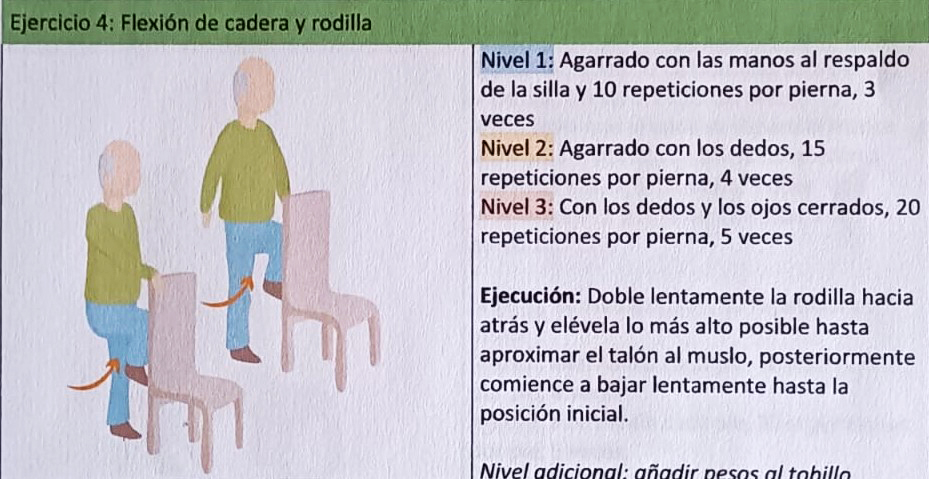 Ejercicio 4: Flexión de cadera y rodilla
Nivel 1: Agarrado con las manos al respaldo
de la silla y 10 repeticiones por pierna, 3
veces
Nivel 2: Agarrado con los dedos, 15
repeticiones por pierna, 4 veces
Nivel 3: Con los dedos y los ojos cerrados, 20
repeticiones por pierna, 5 veces
Ejecución: Doble lentamente la rodilla hacia
atrás y elévela lo más alto posible hasta
aproximar el talón al muslo, posteriormente
comience a bajar lentamente hasta la
posición inicial.
Nivel adicional: añadir pesos al tobillo